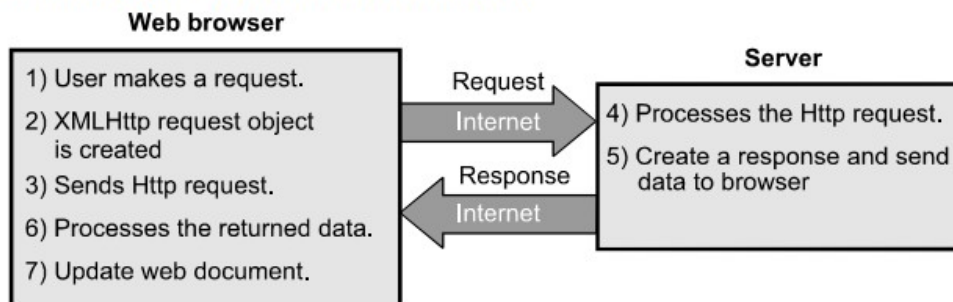 Web browser
1) User makes a request.
2) XMLHttp request object
is created
3) Sends Http request.
6) Processes the returned data.
7) Update web document.
Request
Internet
Response
Internet
Server
4) Processes the Http request.
5) Create a response and send
data to browser